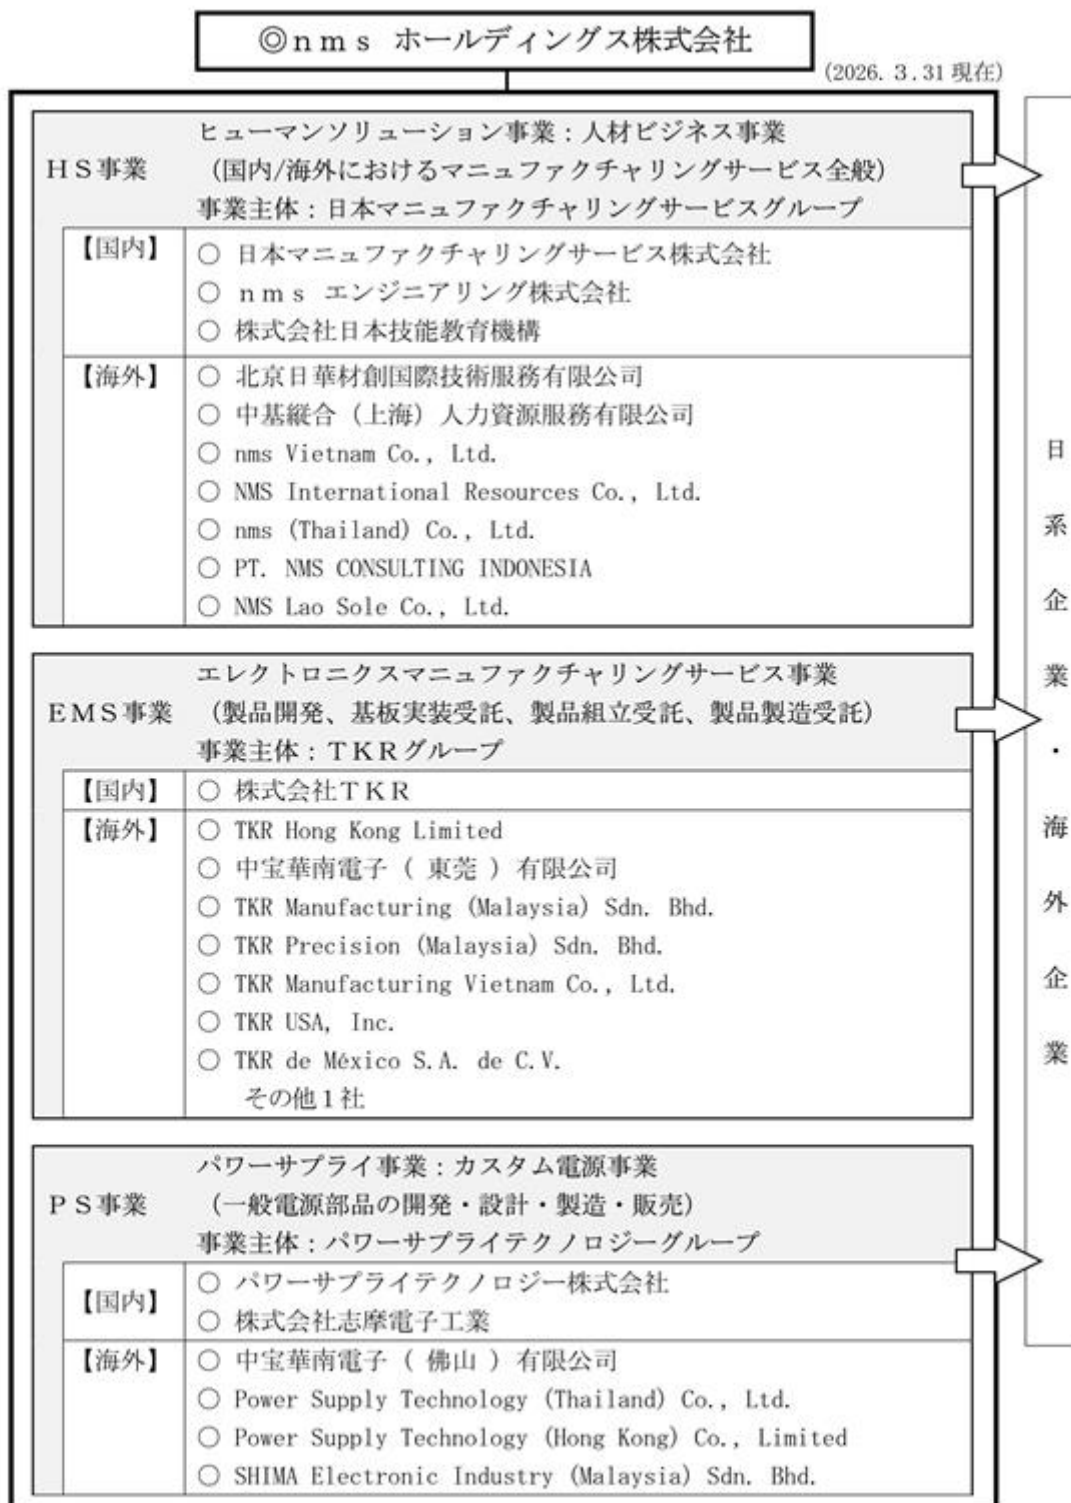 ◎ｎｍｓ ホールディングス株式会社
(2026. 3. 31 現在)
ＨＳ事業
ヒューマンソリューション事業：人材ビジネス事業
（国内/海外におけるマニュファクチャリングサービス全般）
事業主体：日本マニュファクチャリングサービスグループ
【国内】
○ 日本マニュファクチャリングサービス株式会社
○ ｎｍｓ エンジニアリング株式会社
○ 株式会社日本技能教育機構
【海外】
○ 北京日華材創国際技術服務有限公司
○ 中基縦合（上海）人力資源服務有限公司
○ nms Vietnam Co., Ltd.
○ NMS International Resources Co., Ltd.
○ nms (Thailand) Co., Ltd.
○ PT. NMS CONSULTING INDONESIA
○ NMS Lao Sole Co., Ltd.
ＥＭＳ事業
エレクトロニクスマニュファクチャリングサービス事業
（製品開発、基板実装受託、製品組立受託、製品製造受託）
事業主体：ＴＫＲグループ
【国内】
○ 株式会社ＴＫＲ
【海外】
○ TKR Hong Kong Limited
○ 中宝華南電子（ 東莞 ）有限公司
○ TKR Manufacturing (Malaysia) Sdn. Bhd.
○ TKR Precision (Malaysia) Sdn. Bhd.
○ TKR Manufacturing Vietnam Co., Ltd.
○ TKR USA, Inc.
○ TKR de México S.A. de C.V.
その他１社
ＰＳ事業
パワーサプライ事業：カスタム電源事業
（一般電源部品の開発・設計・製造・販売）
事業主体：パワーサプライテクノロジーグループ
【国内】
○ パワーサプライテクノロジー株式会社
○ 株式会社志摩電子工業
【海外】
○ 中宝華南電子（ 佛山 ）有限公司
○ Power Supply Technology (Thailand) Co., Ltd.
○ Power Supply Technology (Hong Kong) Co., Limited
○ SHIMA Electronic Industry (Malaysia) Sdn. Bhd.
日系企業・海外企業